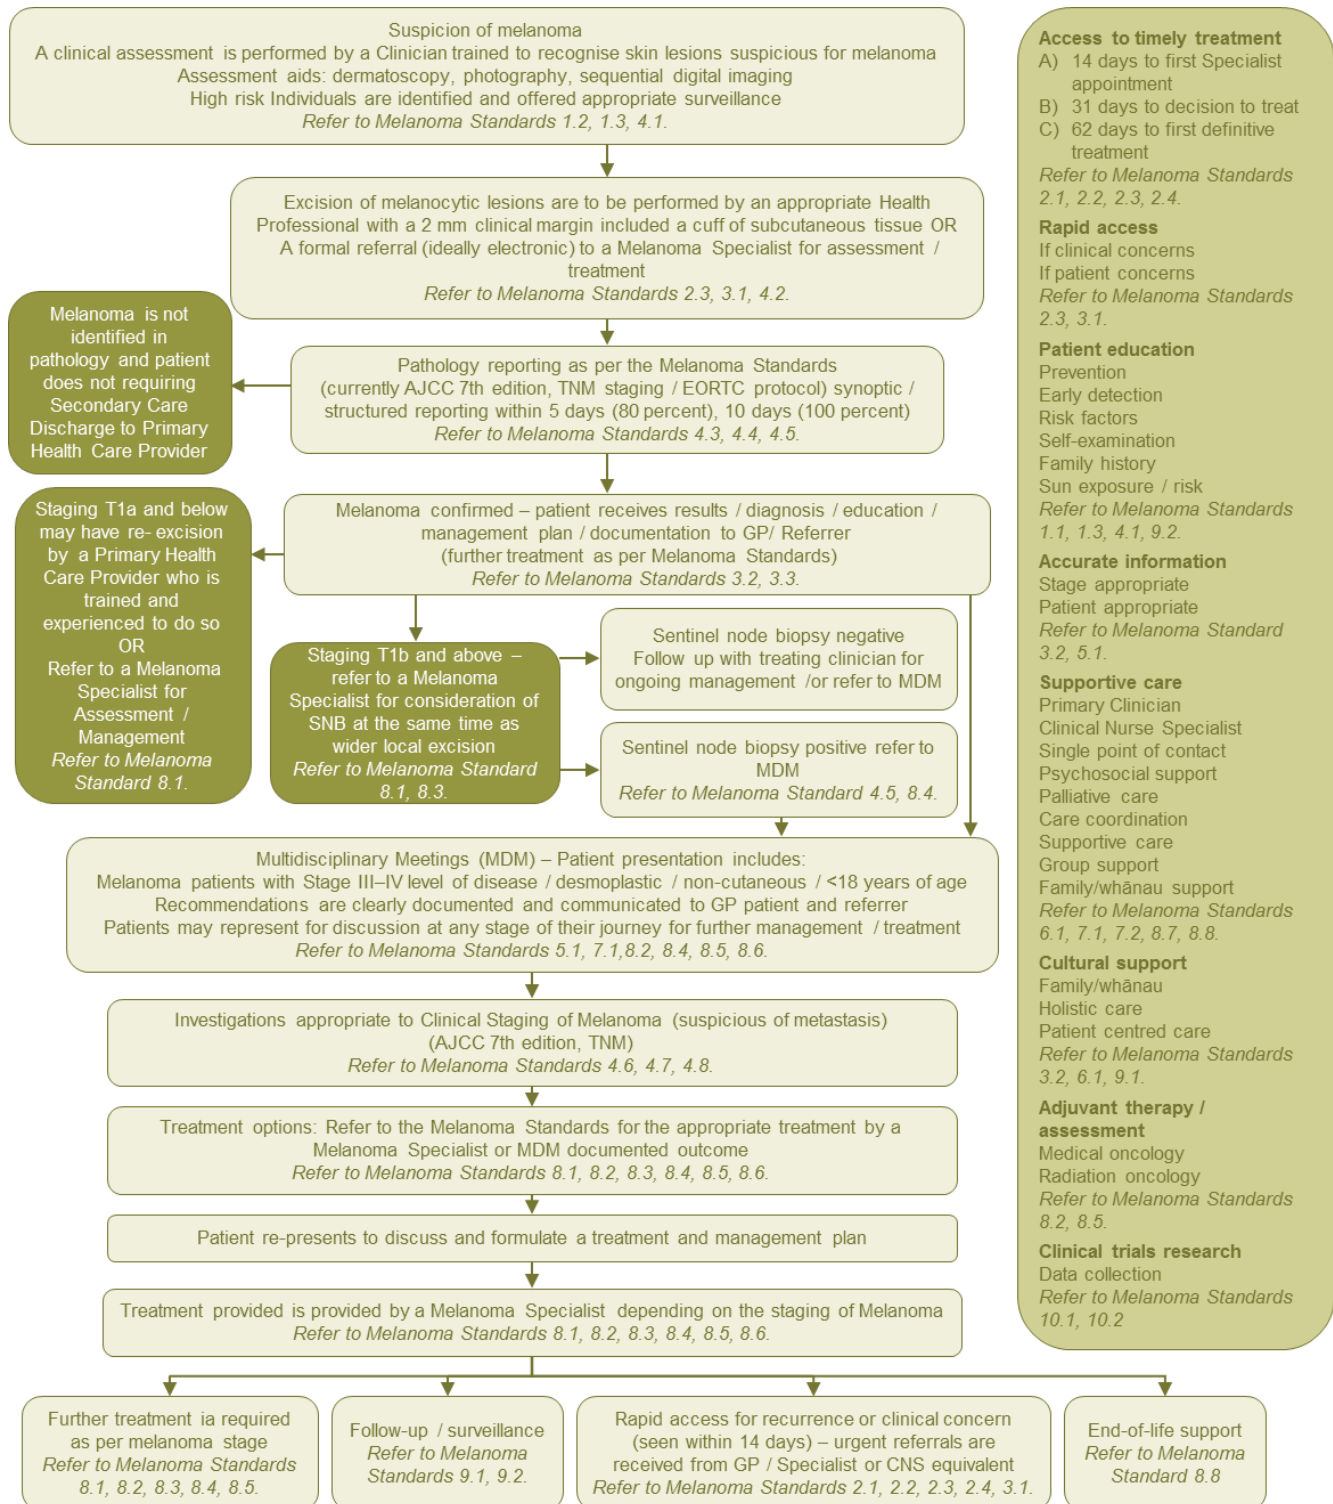 Suspicion of melanoma
A clinical assessment is performed by a Clinician trained to recognise skin lesions suspicious for melanoma
Assessment aids: dermatoscopy, photography, sequential digital imaging
High risk Individuals are identified and offered appropriate surveillance
Refer to Melanoma Standards 1.2, 1.3, 4.1.
Excision of melanocytic lesions are to be performed by an appropriate Health
Professional with a 2 mm clinical margin included a cuff of subcutaneous tissue OR
A formal referral (ideally electronic) to a Melanoma Specialist for assessment /
treatment
Refer to Melanoma Standards 2.3, 3.1, 4.2.
Melanoma is not
identified in
pathology and patient
does not requiring
Secondary Care
Discharge to Primary
Health Care Provider
Pathology reporting as per the Melanoma Standards
(currently AJCC 7th edition, TNM staging / EORTC protocol) synoptic /
structured reporting within 5 days (80 percent), 10 days (100 percent)
Refer to Melanoma Standards 4.3, 4.4, 4.5.
Staging T1a and below
may have re- excision
by a Primary Health
Care Provider who is
trained and
experienced to do so
OR
Refer to a Melanoma
Specialist for
Assessment /
Management
Refer to Melanoma
Standard 8.1.
Melanoma confirmed – patient receives results / diagnosis / education /
management plan / documentation to GP/ Referrer
(further treatment as per Melanoma Standards)
Refer to Melanoma Standards 3.2, 3.3.
Staging T1b and above –
refer to a Melanoma
Specialist for consideration of
SNB at the same time as
wider local excision
Refer to Melanoma Standard
8.1, 8.3.
Sentinel node biopsy negative
Follow up with treating clinician for
ongoing management /or refer to MDM
Sentinel node biopsy positive refer to
MDM
Refer to Melanoma Standard 4.5, 8.4.
Multidisciplinary Meetings (MDM) – Patient presentation includes:
Melanoma patients with Stage III–IV level of disease / desmoplastic / non-cutaneous / <18 years of age
Recommendations are clearly documented and communicated to GP patient and referrer
Patients may represent for discussion at any stage of their journey for further management / treatment
Refer to Melanoma Standards 5.1, 7.1,8.2, 8.4, 8.5, 8.6.
Investigations appropriate to Clinical Staging of Melanoma (suspicious of metastasis)
(AJCC 7th edition, TNM)
Refer to Melanoma Standards 4.6, 4.7, 4.8.
Treatment options: Refer to the Melanoma Standards for the appropriate treatment by a
Melanoma Specialist or MDM documented outcome
Refer to Melanoma Standards 8.1, 8.2, 8.3, 8.4, 8.5, 8.6.
Patient re-presents to discuss and formulate a treatment and management plan
Treatment provided is provided by a Melanoma Specialist depending on the staging of Melanoma
Refer to Melanoma Standards 8.1, 8.2, 8.3, 8.4, 8.5, 8.6.
Further treatment ia required
as per melanoma stage
Refer to Melanoma Standards
8.1, 8.2, 8.3, 8.4, 8.5.
Follow-up / surveillance
Refer to Melanoma
Standards 9.1, 9.2.
Rapid access for recurrence or clinical concern
(seen within 14 days) – urgent referrals are
received from GP / Specialist or CNS equivalent
Refer to Melanoma Standards 2.1, 2.2, 2.3, 2.4, 3.1.
End-of-life support
Refer to Melanoma
Standard 8.8
Access to timely treatment
A) 14 days to first Specialist
appointment
B) 31 days to decision to treat
C) 62 days to first definitive
treatment
Refer to Melanoma Standards
2.1, 2.2, 2.3, 2.4.
Rapid access
If clinical concerns
If patient concerns
Refer to Melanoma Standards
2.3, 3.1.
Patient education
Prevention
Early detection
Risk factors
Self-examination
Family history
Sun exposure / risk
Refer to Melanoma Standards
1.1, 1.3, 4.1, 9.2.
Accurate information
Stage appropriate
Patient appropriate
Refer to Melanoma Standard
3.2, 5.1.
Supportive care
Primary Clinician
Clinical Nurse Specialist
Single point of contact
Psychosocial support
Palliative care
Care coordination
Supportive care
Group support
Family/whānau support
Refer to Melanoma Standards
6.1, 7.1, 7.2, 8.7, 8.8.
Cultural support
Family/whānau
Holistic care
Patient centred care
Refer to Melanoma Standards
3.2, 6.1, 9.1.
Adjuvant therapy /
assessment
Medical oncology
Radiation oncology
Refer to Melanoma Standards
8.2, 8.5.
Clinical trials research
Data collection
Refer to Melanoma Standards
10.1, 10.2